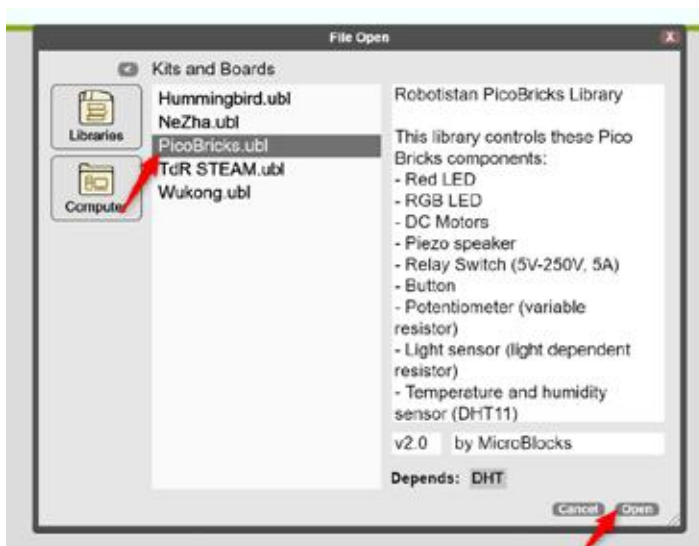 File Open
Kits and Boards
Libraries
Computer
Hummingbird.ubl
NeZha.ubl
PicoBricks.ubl
TdR STEAM.ubl
Wukong.ubl
Robotistan PicoBricks Library
This library controls these Pico
Bricks components:
- Red LED
- RGB LED
- DC Motors
- Piezo speaker
- Relay Switch (5V-250V, 5A)
- Button
- Potentiometer (variable
resistor)
- Light sensor (light dependent
resistor)
- Temperature and humidity
sensor (DHT11)
v2.0 by MicroBlocks
Depends: DHT
Cancel Open